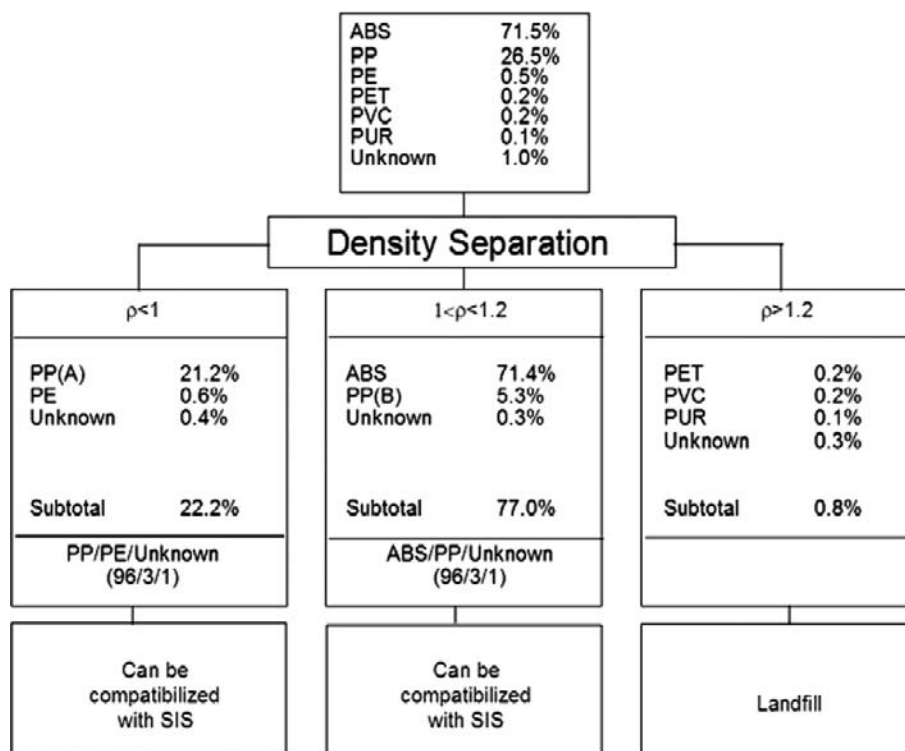 ABS 71.5%
PP 26.5%
PE 0.5%
PET 0.2%
PVC 0.2%
PUR 0.1%
Unknown 1.0%
Density Separation
ρ<1
PP(A) 21.2%
PE 0.6%
Unknown 0.4%
Subtotal 22.2%
PP/PE/Unknown
(96/3/1)
Can be
compatibilized
with SIS
1<ρ<1.2
ABS 71.4%
PP(B) 5.3%
Unknown 0.3%
Subtotal 77.0%
ABS/PP/Unknown
(96/3/1)
Can be
compatibilized
with SIS
ρ>1.2
PET 0.2%
PVC 0.2%
PUR 0.1%
Unknown 0.3%
Subtotal 0.8%
Landfill